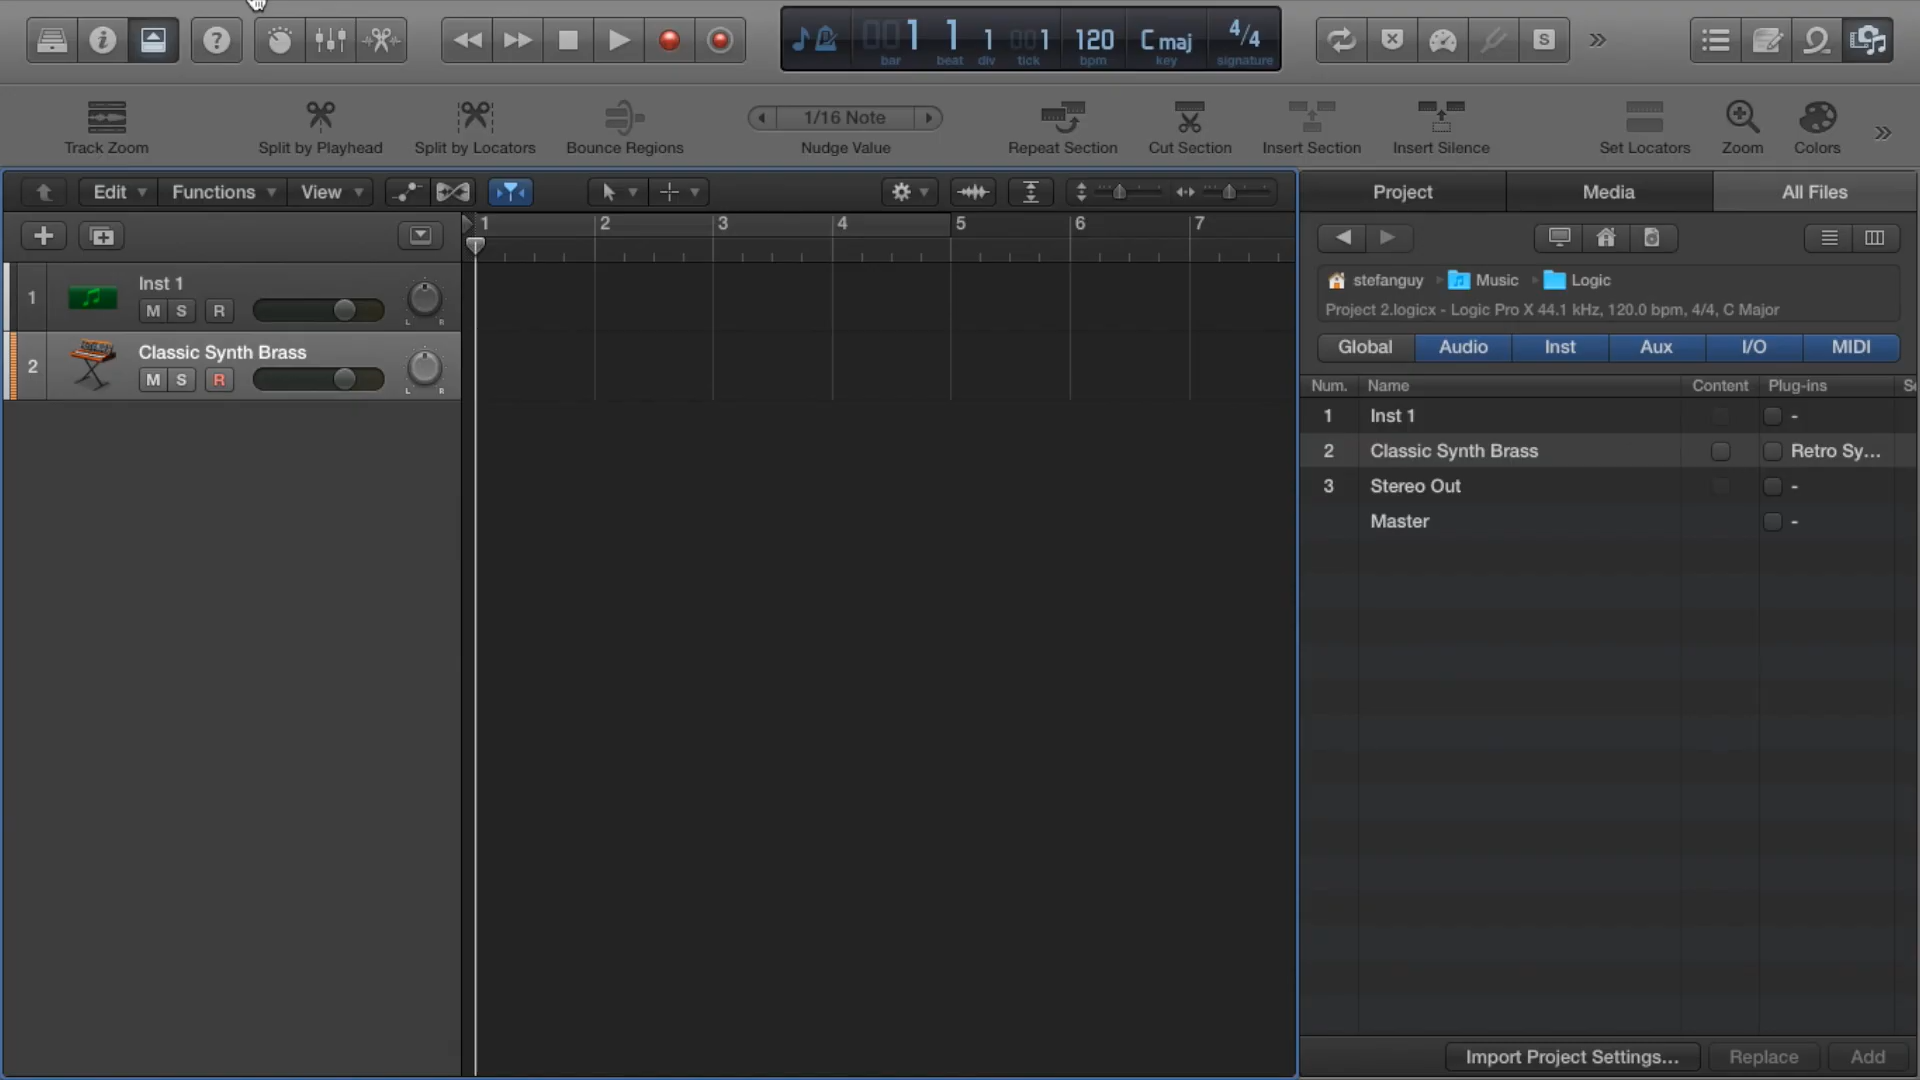 1 1 1 1 120 C maj 4/4
bar beat div tick bpm key signature
S
1/16 Note
Track Zoom Split by Playhead Split by Locators Bounce Regions Nudge Value Repeat Section Cut Section Insert Section Insert Silence Set Locators Zoom Colors
Edit Functions View
1 2 3 4 5 6 7
1 Inst 1
M S R
L R
2 Classic Synth Brass
M S R
L R
Project Media All Files
stefanguy Music Logic
Project 2.logicx - Logic Pro X 44.1 kHz, 120.0 bpm, 4/4, C Major
Global Audio Inst Aux I/O MIDI
Num. Name Content Plug-ins Se
1 Inst 1 -
2 Classic Synth Brass Retro Sy...
3 Stereo Out -
Master -
Import Project Settings... Replace Add